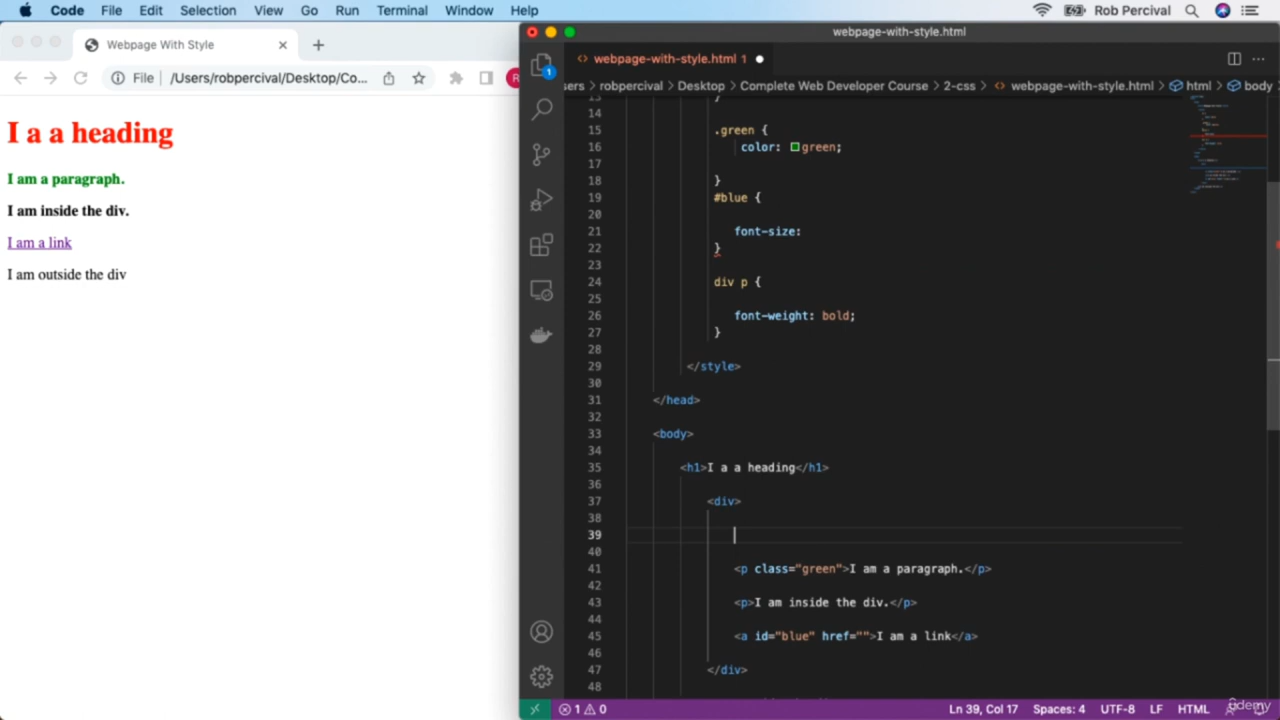 Code File Edit Selection View Go Run Terminal Window Help Rob Percival
Webpage With Style
File /Users/robpercival/Desktop/Co...
I a a heading
I am a paragraph.
I am inside the div.
I am a link
I am outside the div
webpage-with-style.html
webpage-with-style.html 1
sers > robpercival > Desktop > Complete Web Developer Course > 2-css > webpage-with-style.html > html > body
1
14
15 .green {
16 color: green;
17
18 }
19 #blue {
20
21 font-size:
22 }
23
24 div p {
25
26 font-weight: bold;
27 }
28
29 </style>
30
31 </head>
32
33 <body>
34
35 <h1>I a a heading</h1>
36
37 <div>
38
39
40
41 <p class="green">I am a paragraph.</p>
42
43 <p>I am inside the div.</p>
44
45 <a id="blue" href="">I am a link</a>
46
47 </div>
48
1 0 Ln 39, Col 17 Spaces: 4 UTF-8 LF HTML
udemy